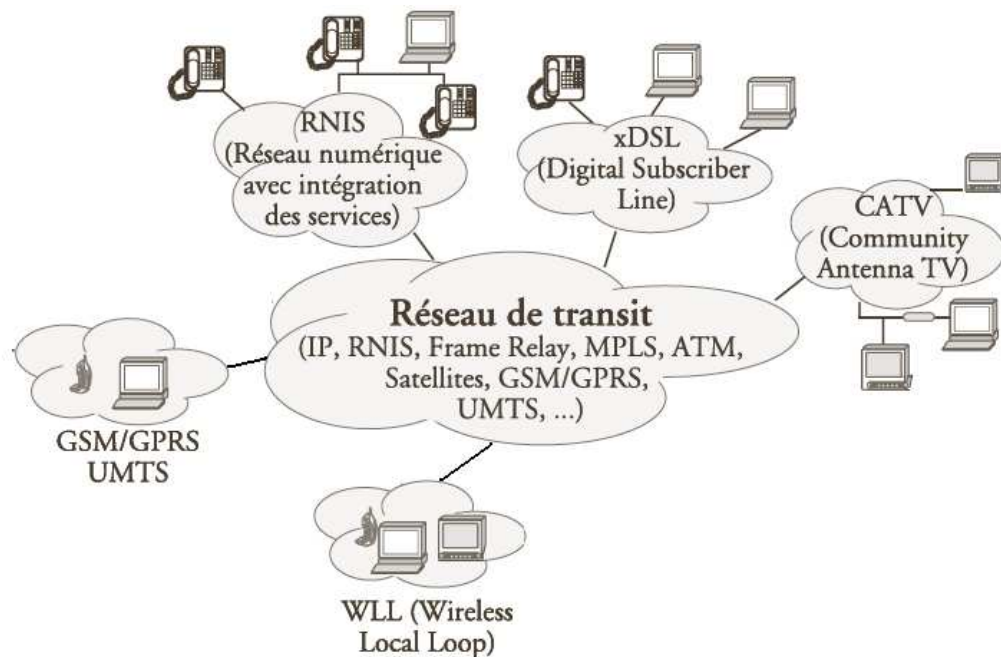 RNIS
(Réseau numérique
avec intégration
des services)
xDSL
(Digital Subscriber
Line)
CATV
(Community
Antenna TV)
Réseau de transit
(IP, RNIS, Frame Relay, MPLS, ATM,
Satellites, GSM/GPRS,
UMTS, ...)
GSM/GPRS
UMTS
WLL (Wireless
Local Loop)